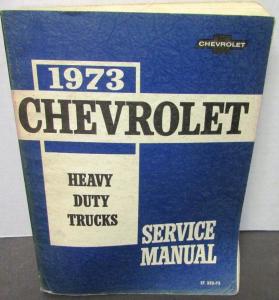 CHEVROLET
1973
CHEVROLET
HEAVY
DUTY
TRUCKS
SERVICE
MANUAL